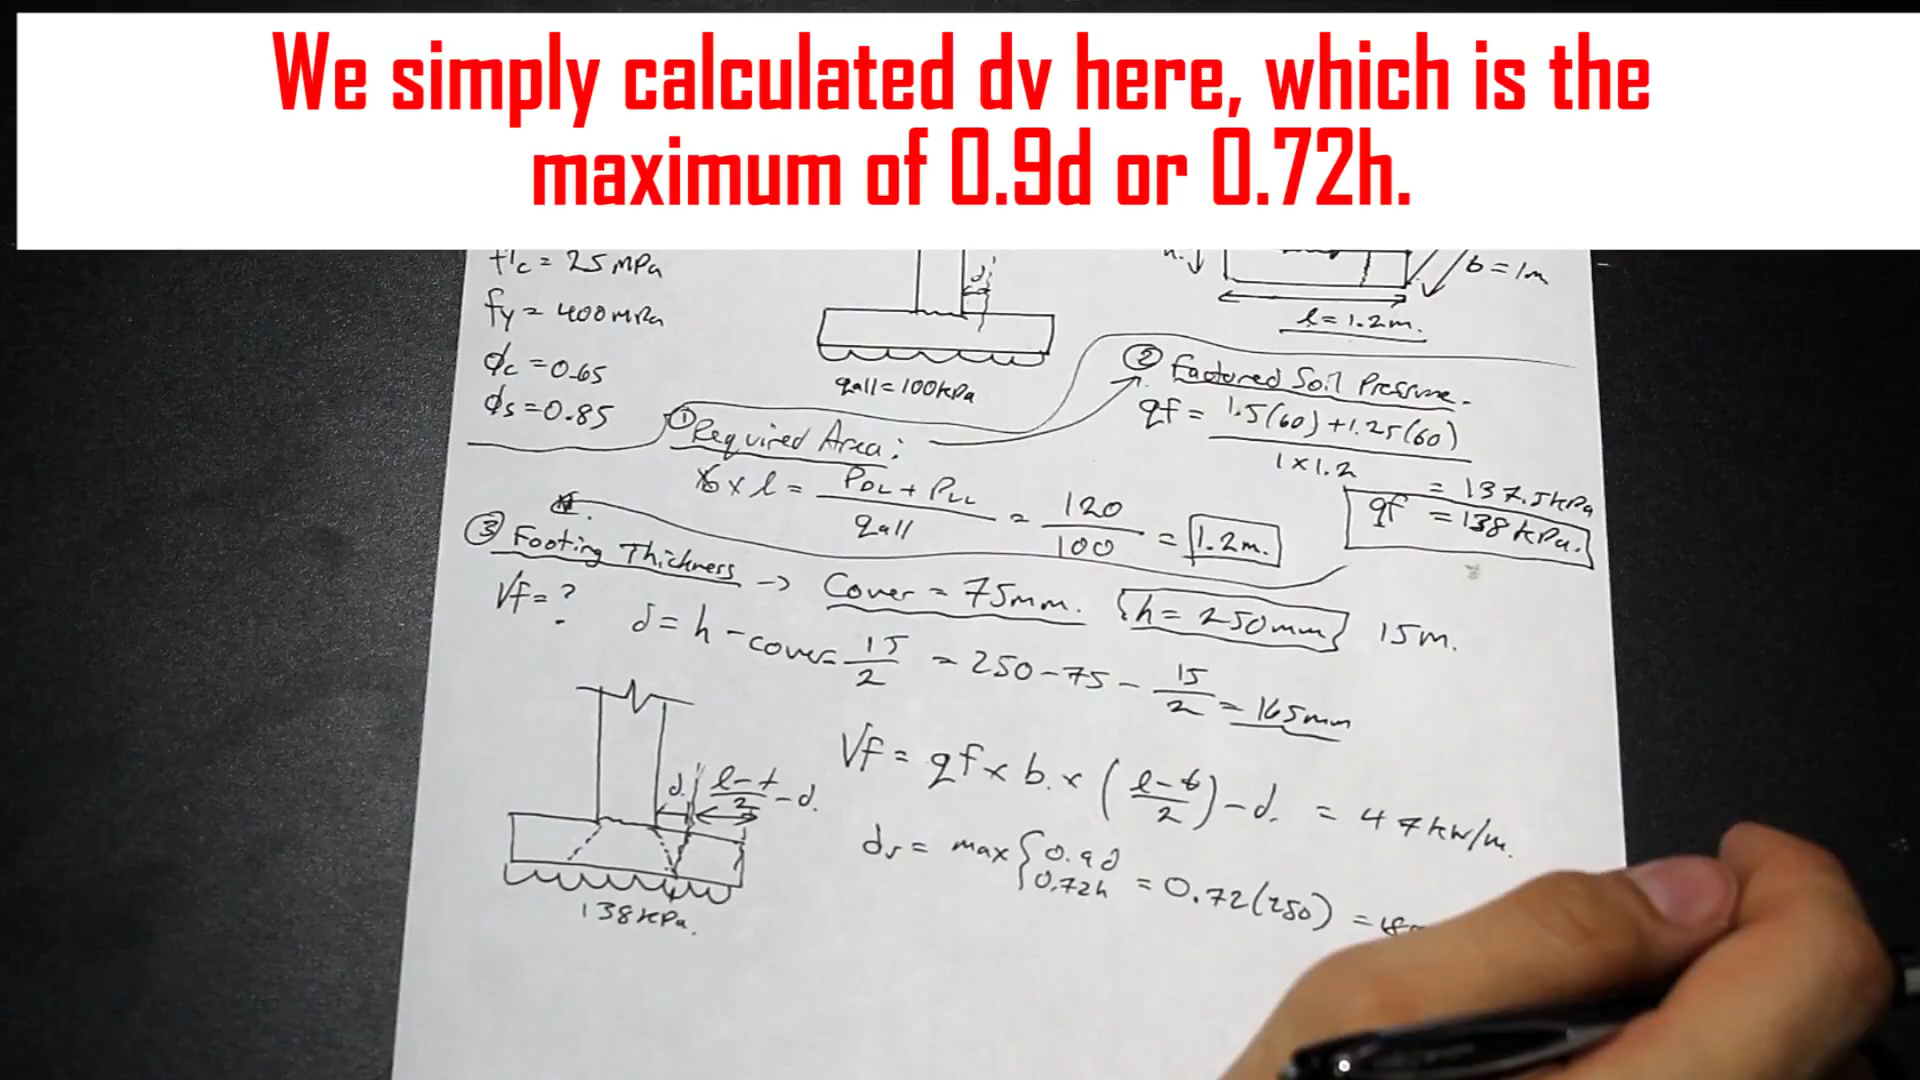 We simply calculated dv here, which is the
maximum of 0.9d or 0.72h.
f'c = 25 MPa
fy = 400 MPa
ϕc = 0.65
ϕs = 0.85
d
qall = 100 kPa
b = 1m
l = 1.2m.
① Required Area:
b x l = PDL + PLL / qall = 120 / 100 = 1.2m.
② Factored Soil Pressure.
qf = 1.5(60) + 1.25(60) / 1 x 1.2
= 137.5 kPa
qf = 138 kPa.
③ Footing Thickness → Cover = 75mm. {h = 250mm} 15m.
Vf = ?
d = h - cover - 15/2 = 250 - 75 - 15/2 = 165mm
d. l-t/2 - d.
138 kPa.
Vf = qf x b. x (l-t/2) - d. = 47 kN/m.
dv = max { 0.9d
0.72h = 0.72(250) =